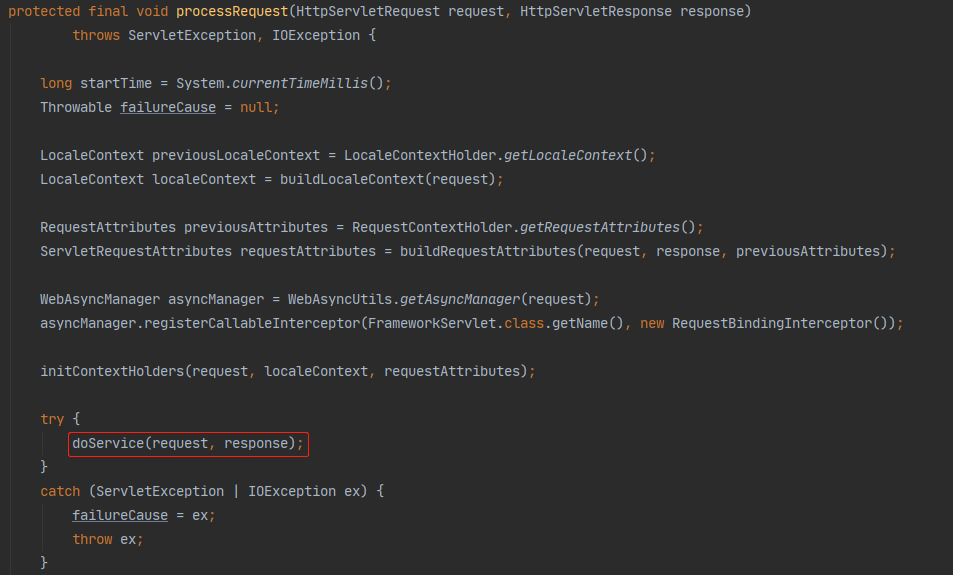 protected final void processRequest(HttpServletRequest request, HttpServletResponse response)
        throws ServletException, IOException {
    long startTime = System.currentTimeMillis();
    Throwable failureCause = null;
    LocaleContext previousLocaleContext = LocaleContextHolder.getLocaleContext();
    LocaleContext localeContext = buildLocaleContext(request);
    RequestAttributes previousAttributes = RequestContextHolder.getRequestAttributes();
    ServletRequestAttributes requestAttributes = buildRequestAttributes(request, response, previousAttributes);
    WebAsyncManager asyncManager = WebAsyncUtils.getAsyncManager(request);
    asyncManager.registerCallableInterceptor(FrameworkServlet.class.getName(), new RequestBindingInterceptor());
    initContextHolders(request, localeContext, requestAttributes);
    try {
        doService(request, response);
    }
    catch (ServletException | IOException ex) {
        failureCause = ex;
        throw ex;
    }